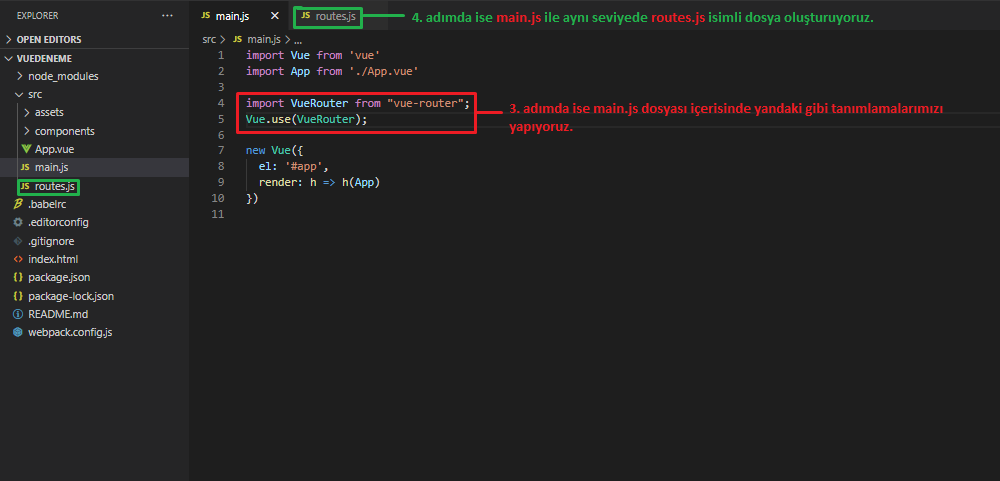 EXPLORER ...
OPEN EDITORS
VUEDENEME
node_modules
src
assets
components
App.vue
JS main.js
JS routes.js
.babelrc
.editorconfig
.gitignore
<> index.html
{} package.json
{} package-lock.json
README.md
webpack.config.js
JS main.js ×
JS routes.js
4. adımda ise main.js ile aynı seviyede routes.js isimli dosya oluşturuyoruz.
src > JS main.js > ...
1 import Vue from 'vue'
2 import App from './App.vue'
3
4 import VueRouter from "vue-router";
5 Vue.use(VueRouter);
6
7 new Vue({
8 el: '#app',
9 render: h => h(App)
10 })
11
3. adımda ise main.js dosyası içerisinde yandaki gibi tanımlamalarımızı
yapıyoruz.